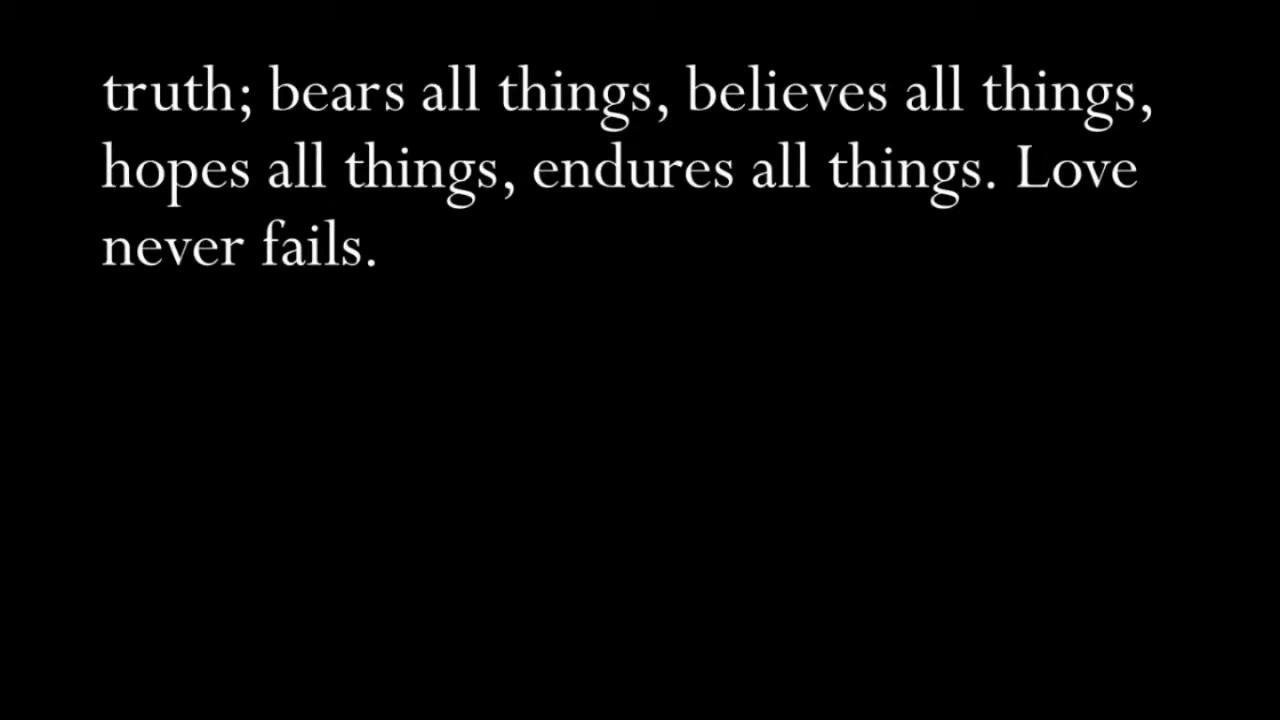 truth; bears all things, believes all things,
hopes all things, endures all things. Love
never fails.